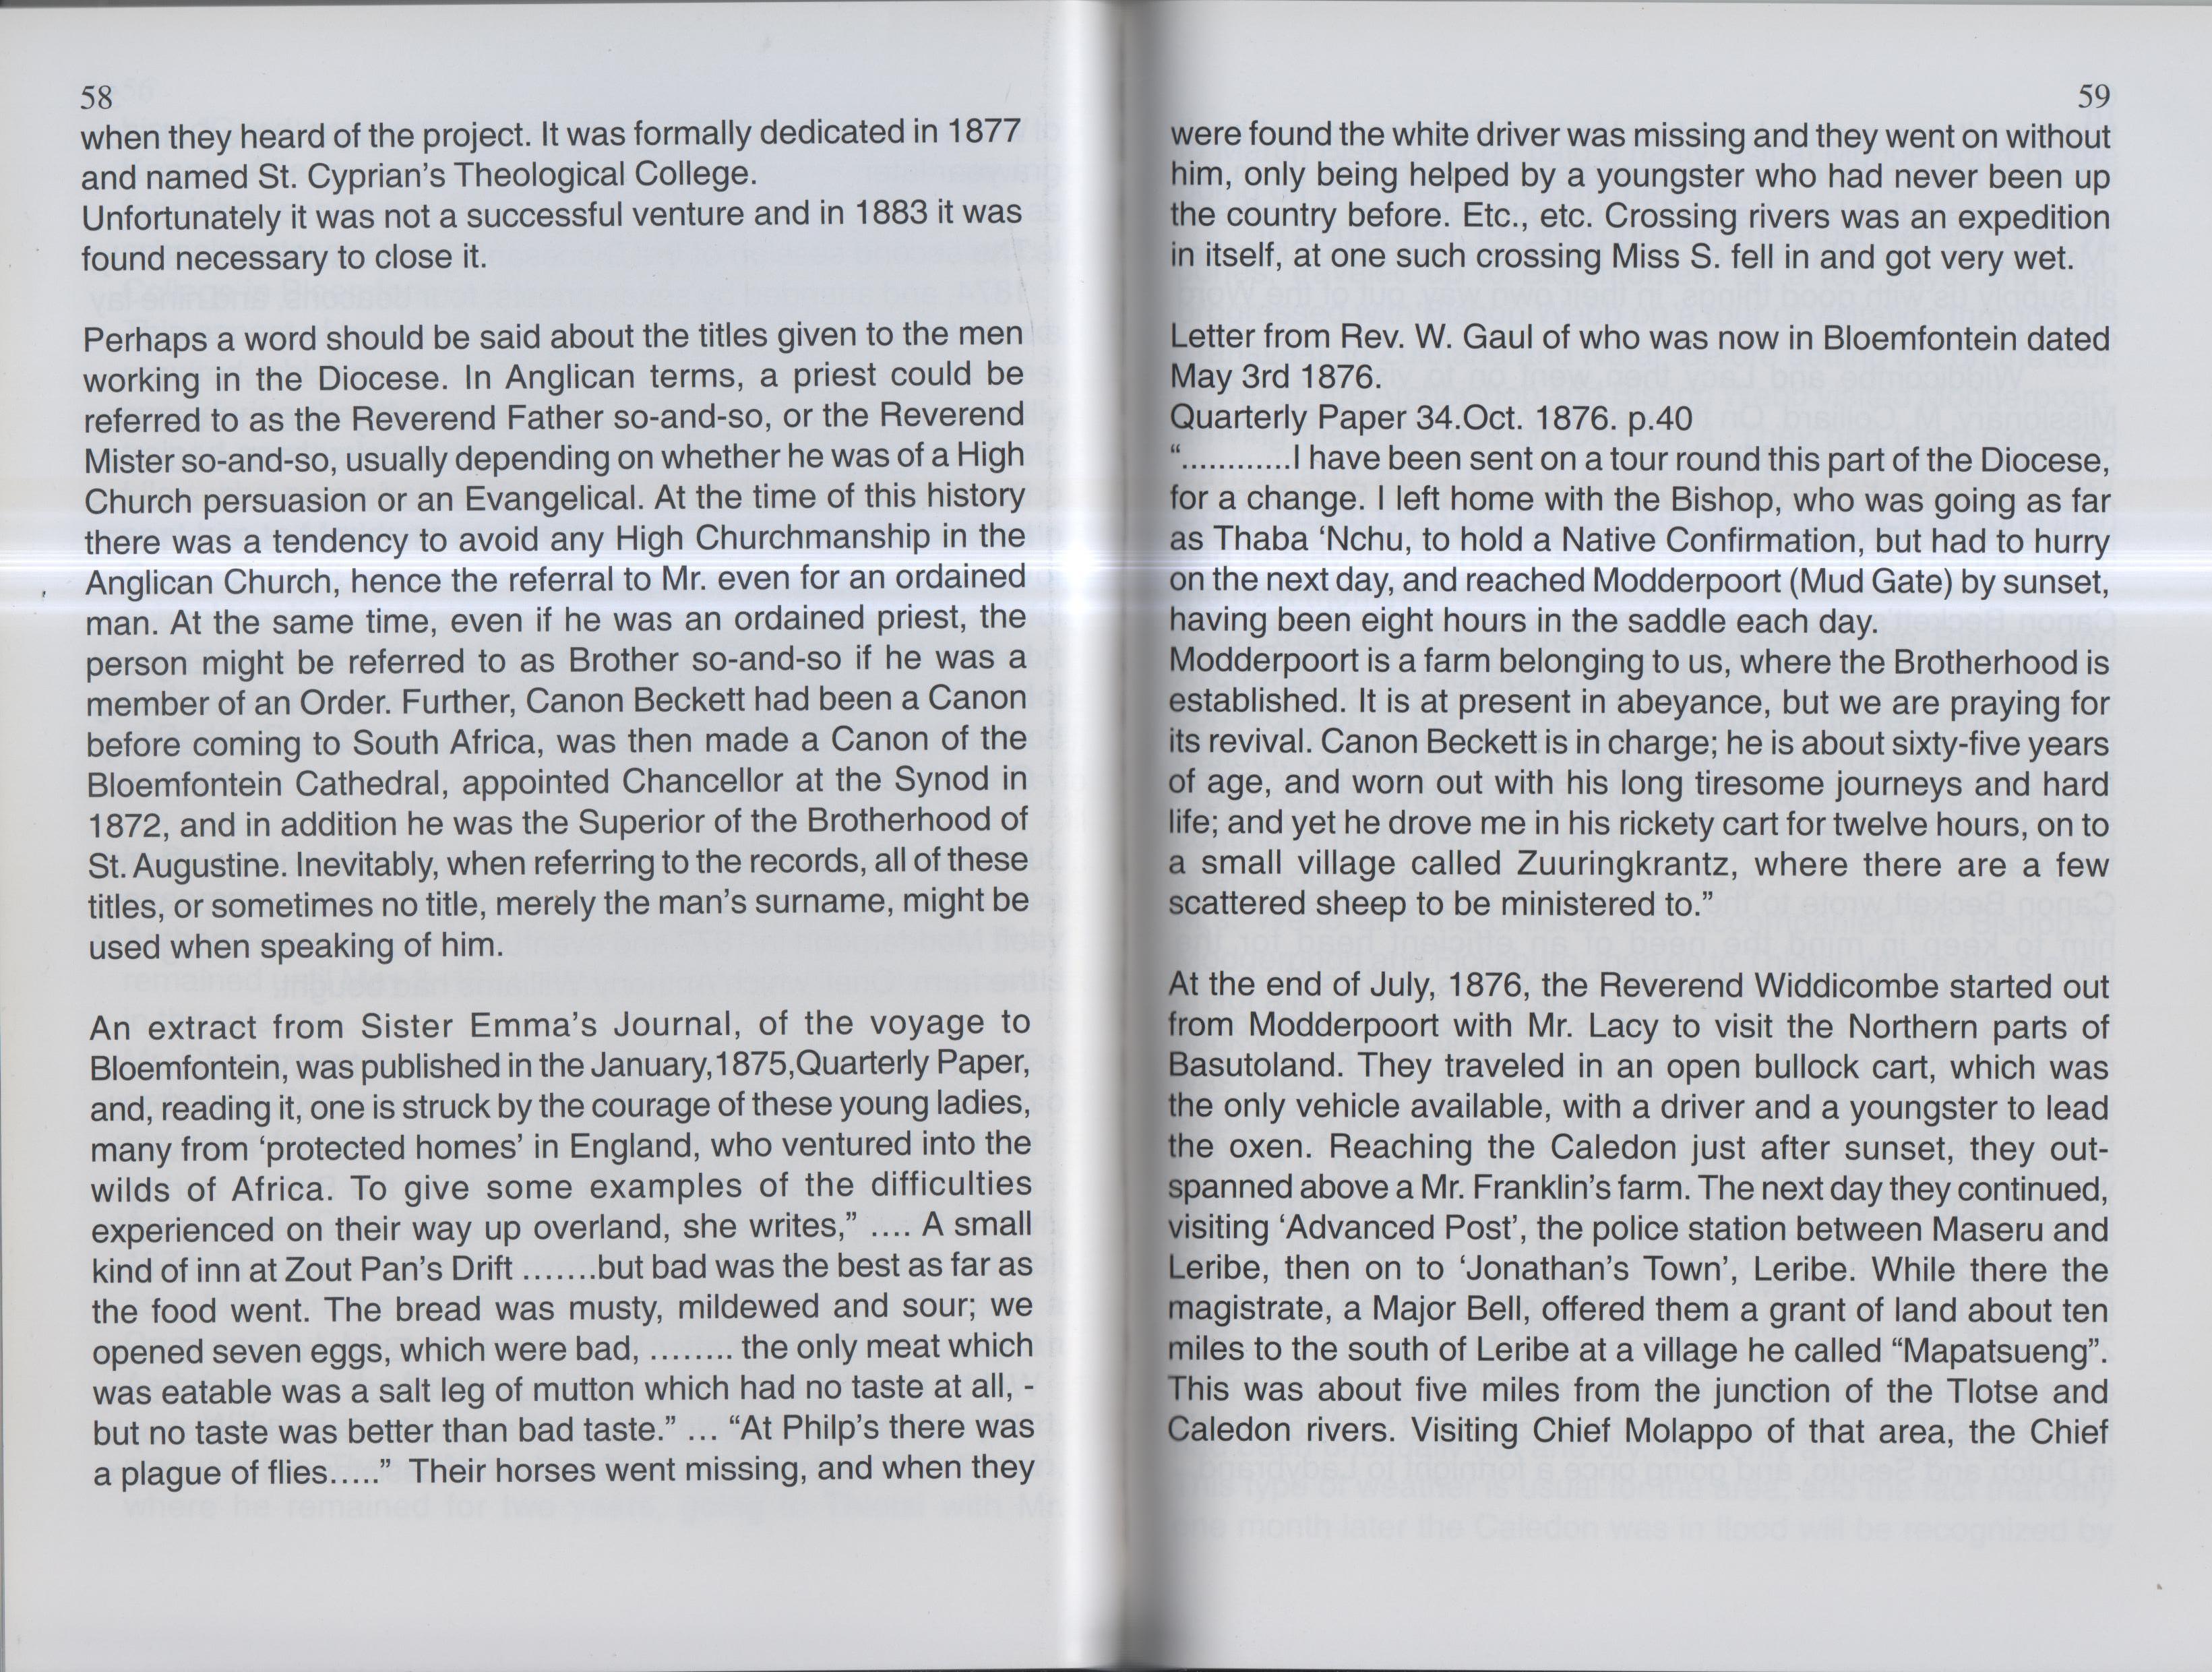 58
when they heard of the project. It was formally dedicated in 1877
and named St. Cyprian’s Theological College.
Unfortunately it was not a successful venture and in 1883 it was
found necessary to close it.
Perhaps a word should be said about the titles given to the men
working in the Diocese. In Anglican terms, a priest could be
referred to as the Reverend Father so-and-so, or the Reverend
Mister so-and-so, usually depending on whether he was of a High
Church persuasion or an Evangelical. At the time of this history
there was a tendency to avoid any High Churchmanship in the
Anglican Church, hence the referral to Mr. even for an ordained
man. At the same time, even if he was an ordained priest, the
person might be referred to as Brother so-and-so if he was a
member of an Order. Further, Canon Beckett had been a Canon
before coming to South Africa, was then made a Canon of the
Bloemfontein Cathedral, appointed Chancellor at the Synod in
1872, and in addition he was the Superior of the Brotherhood of
St. Augustine. Inevitably, when referring to the records, all of these
titles, or sometimes no title, merely the man’s surname, might be
used when speaking of him.
An extract from Sister Emma’s Journal, of the voyage to
Bloemfontein, was published in the January,1875,Quarterly Paper,
and, reading it, one is struck by the courage of these young ladies,
many from ‘protected homes’ in England, who ventured into the
wilds of Africa. To give some examples of the difficulties
experienced on their way up overland, she writes,” .... A small
kind of inn at Zout Pan’s Drift .......but bad was the best as far as
the food went. The bread was musty, mildewed and sour; we
opened seven eggs, which were bad, ........ the only meat which
was eatable was a salt leg of mutton which had no taste at all, -
but no taste was better than bad taste.” ... “At Philp’s there was
a plague of flies.....” Their horses went missing, and when they
59
were found the white driver was missing and they went on without
him, only being helped by a youngster who had never been up
the country before. Etc., etc. Crossing rivers was an expedition
in itself, at one such crossing Miss S. fell in and got very wet.
Letter from Rev. W. Gaul of who was now in Bloemfontein dated
May 3rd 1876.
Quarterly Paper 34.Oct. 1876. p.40
“............I have been sent on a tour round this part of the Diocese,
for a change. I left home with the Bishop, who was going as far
as Thaba ‘Nchu, to hold a Native Confirmation, but had to hurry
on the next day, and reached Modderpoort (Mud Gate) by sunset,
having been eight hours in the saddle each day.
Modderpoort is a farm belonging to us, where the Brotherhood is
established. It is at present in abeyance, but we are praying for
its revival. Canon Beckett is in charge; he is about sixty-five years
of age, and worn out with his long tiresome journeys and hard
life; and yet he drove me in his rickety cart for twelve hours, on to
a small village called Zuuringkrantz, where there are a few
scattered sheep to be ministered to.”
At the end of July, 1876, the Reverend Widdicombe started out
from Modderpoort with Mr. Lacy to visit the Northern parts of
Basutoland. They traveled in an open bullock cart, which was
the only vehicle available, with a driver and a youngster to lead
the oxen. Reaching the Caledon just after sunset, they out-
spanned above a Mr. Franklin’s farm. The next day they continued,
visiting ‘Advanced Post’, the police station between Maseru and
Leribe, then on to ‘Jonathan’s Town’, Leribe. While there the
magistrate, a Major Bell, offered them a grant of land about ten
miles to the south of Leribe at a village he called “Mapatsueng”.
This was about five miles from the junction of the Tlotse and
Caledon rivers. Visiting Chief Molappo of that area, the Chief